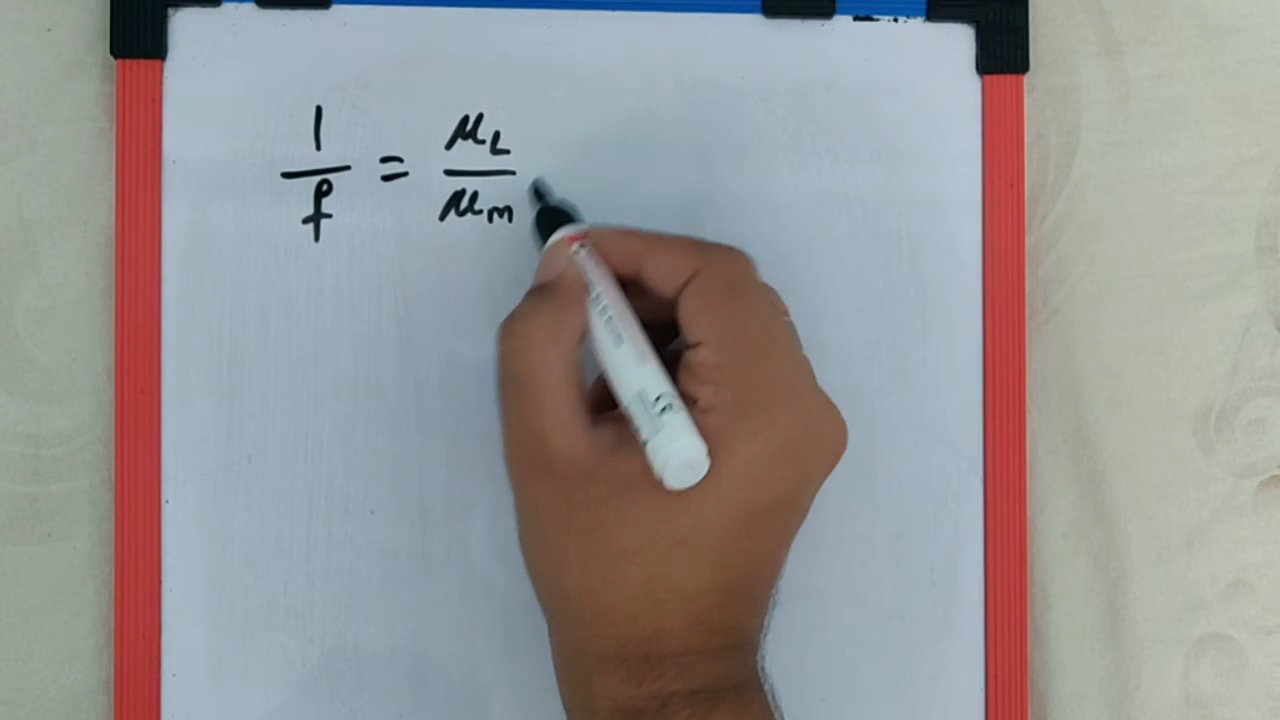 1/f = μL/μm